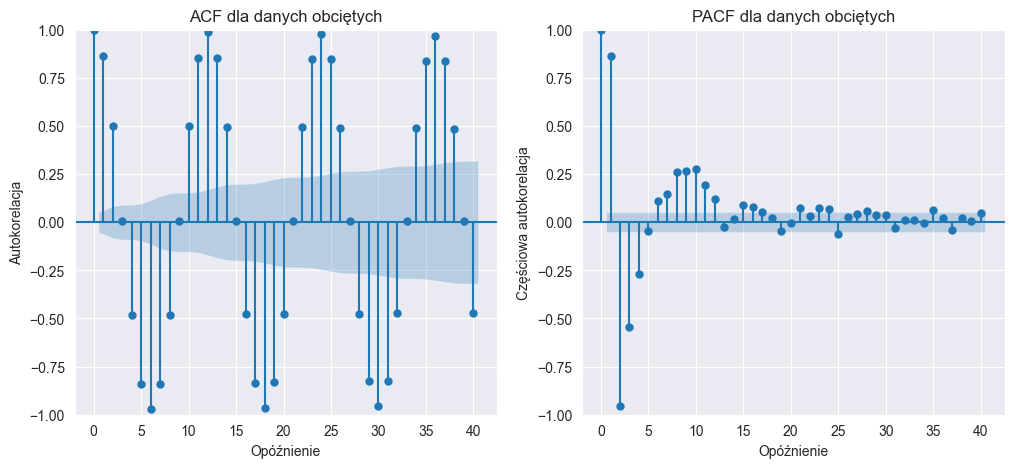 ACF dla danych obciętych
1.00
0.75
0.50
0.25
0.00
−0.25
−0.50
−0.75
−1.00
Autokorelacja
0 5 10 15 20 25 30 35 40
Opóźnienie
PACF dla danych obciętych
1.00
0.75
0.50
0.25
0.00
−0.25
−0.50
−0.75
−1.00
Częściowa autokorelacja
0 5 10 15 20 25 30 35 40
Opóźnienie